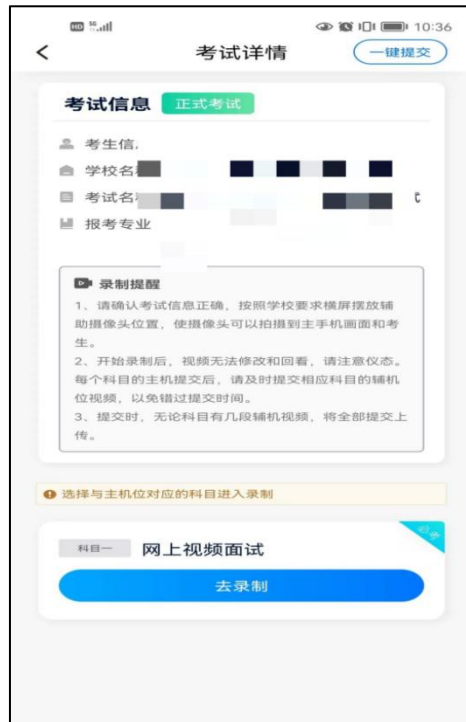 HD 5G 10:36
考试详情
一键提交
考试信息 正式考试
考生信
学校名
考试名
报考专业
录制提醒
1、请确认考试信息正确，按照学校要求横屏摆放辅
助摄像头位置，使摄像头可以拍摄到主手机画面和考
生。
2、开始录制后，视频无法修改和回看，请注意仪态。
每个科目的主机提交后，请及时提交相应科目的辅机
位视频，以免错过提交时间。
3、提交时，无论科目有几段辅机视频，将全部提交上
传。
选择与主机位对应的科目进入录制
必考
科目一 网上视频面试
去录制